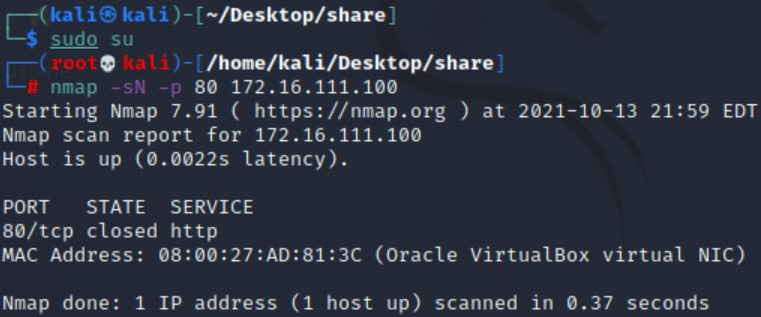 ┌──(kali㉿kali)-[~/Desktop/share]
└─$ sudo su
┌──(root💀kali)-[/home/kali/Desktop/share]
└─# nmap -sN -p 80 172.16.111.100
Starting Nmap 7.91 ( https://nmap.org ) at 2021-10-13 21:59 EDT
Nmap scan report for 172.16.111.100
Host is up (0.0022s latency).
PORT   STATE  SERVICE
80/tcp closed http
MAC Address: 08:00:27:AD:81:3C (Oracle VirtualBox virtual NIC)
Nmap done: 1 IP address (1 host up) scanned in 0.37 seconds